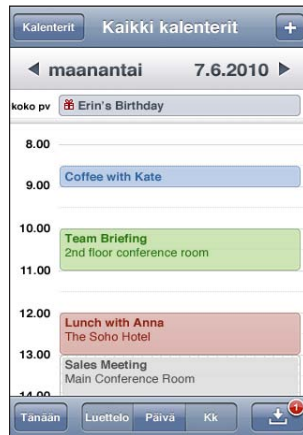 Kalenterit Kaikki kalenterit +
maanantai 7.6.2010
koko pv Erin's Birthday
8.00
Coffee with Kate
9.00
10.00
Team Briefing
2nd floor conference room
11.00
12.00
Lunch with Anna
The Soho Hotel
13.00
Sales Meeting
Main Conference Room
14.00
Tänään Luettelo Päivä Kk 1